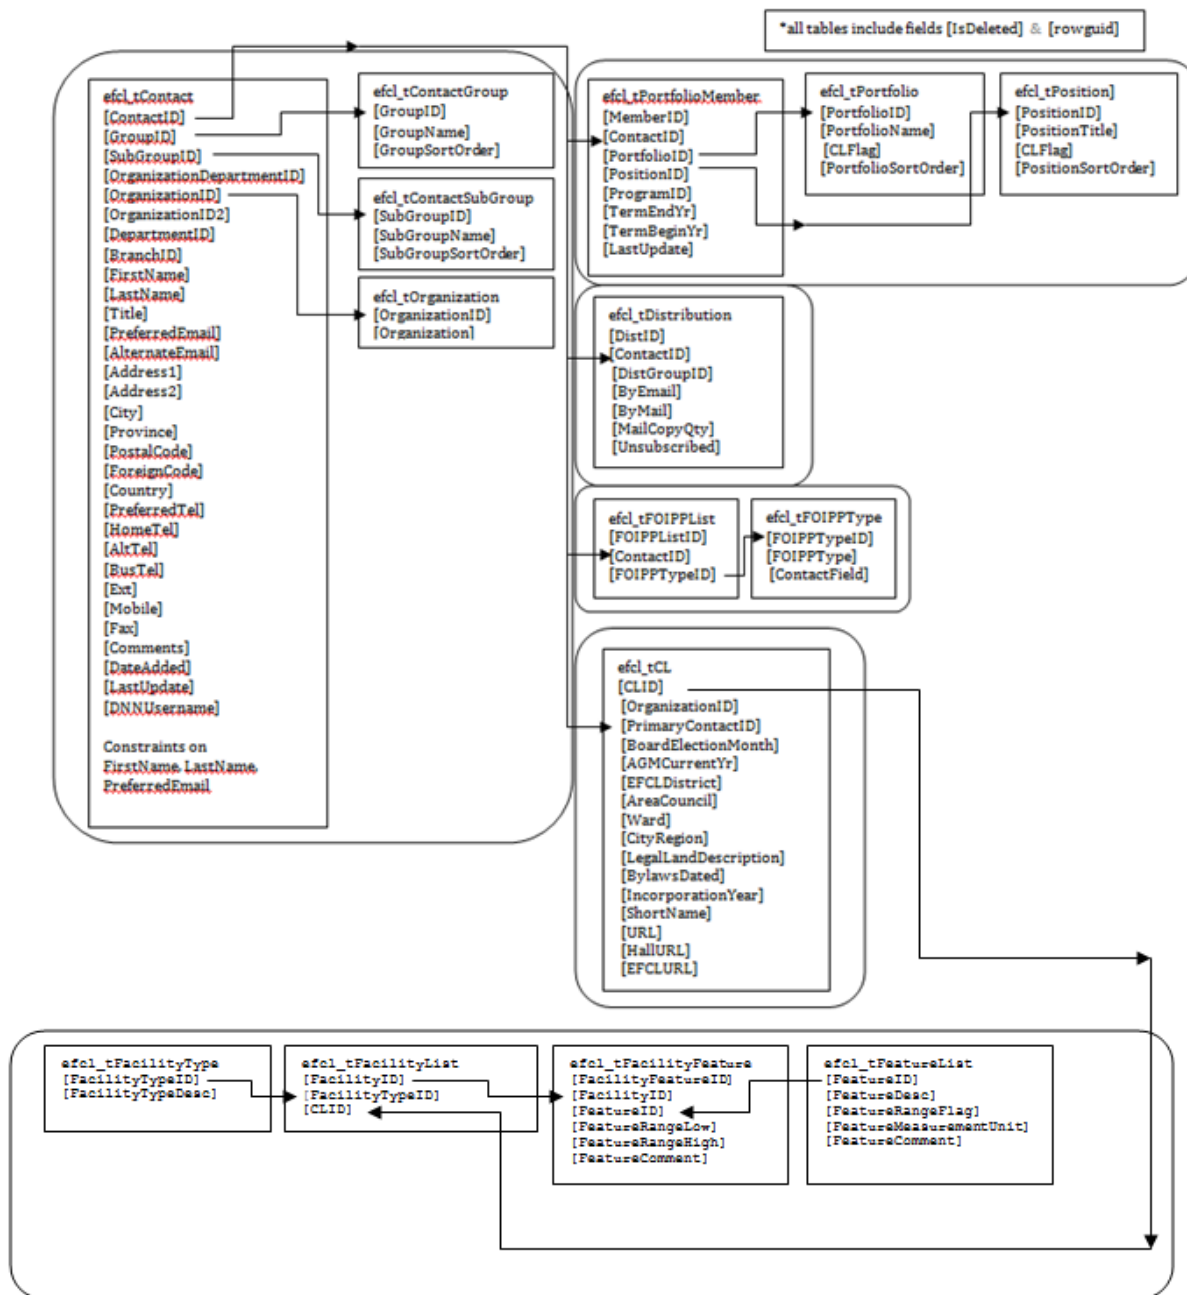 *all tables include fields [IsDeleted] & [rowguid]
efcl_tContact
[ContactID]
[GroupID]
[SubGroupID]
[OrganizationDepartmentID]
[OrganizationID]
[OrganizationID2]
[DepartmentID]
[BranchID]
[FirstName]
[LastName]
[Title]
[PreferredEmail]
[AlternateEmail]
[Address1]
[Address2]
[City]
[Province]
[PostalCode]
[ForeignCode]
[Country]
[PreferredTel]
[HomeTel]
[AltTel]
[BusTel]
[Ext]
[Mobile]
[Fax]
[Comments]
[DateAdded]
[LastUpdate]
[DNNUsername]
Constraints on
FirstName, LastName,
PreferredEmail
efcl_tContactGroup
[GroupID]
[GroupName]
[GroupSortOrder]
efcl_tContactSubGroup
[SubGroupID]
[SubGroupName]
[SubGroupSortOrder]
efcl_tOrganization
[OrganizationID]
[Organization]
efcl_tPortfolioMember
[MemberID]
[ContactID]
[PortfolioID]
[PositionID]
[ProgramID]
[TermEndYr]
[TermBeginYr]
[LastUpdate]
efcl_tPortfolio
[PortfolioID]
[PortfolioName]
[CLFlag]
[PortfolioSortOrder]
efcl_tPosition]
[PositionID]
[PositionTitle]
[CLFlag]
[PositionSortOrder]
efcl_tDistribution
[DistID]
[ContactID]
[DistGroupID]
[ByEmail]
[ByMail]
[MailCopyQty]
[Unsubscribed]
efcl_tFOIPPList
[FOIPPListID]
[ContactID]
[FOIPPTypeID]
efcl_tFOIPPType
[FOIPPTypeID]
[FOIPPType]
[ContactField]
efcl_tCL
[CLID]
[OrganizationID]
[PrimaryContactID]
[BoardElectionMonth]
[AGMCurrentYr]
[EFCLDistrict]
[AreaCouncil]
[Ward]
[CityRegion]
[LegalLandDescription]
[BylawsDated]
[IncorporationYear]
[ShortName]
[URL]
[HallURL]
[EFCLURL]
efcl_tFacilityType
[FacilityTypeID]
[FacilityTypeDesc]
efcl_tFacilityList
[FacilityID]
[FacilityTypeID]
[CLID]
efcl_tFacilityFeature
[FacilityFeatureID]
[FacilityID]
[FeatureID]
[FeatureRangeLow]
[FeatureRangeHigh]
[FeatureComment]
efcl_tFeatureList
[FeatureID]
[FeatureDesc]
[FeatureRangeFlag]
[FeatureMeasurementUnit]
[FeatureComment]